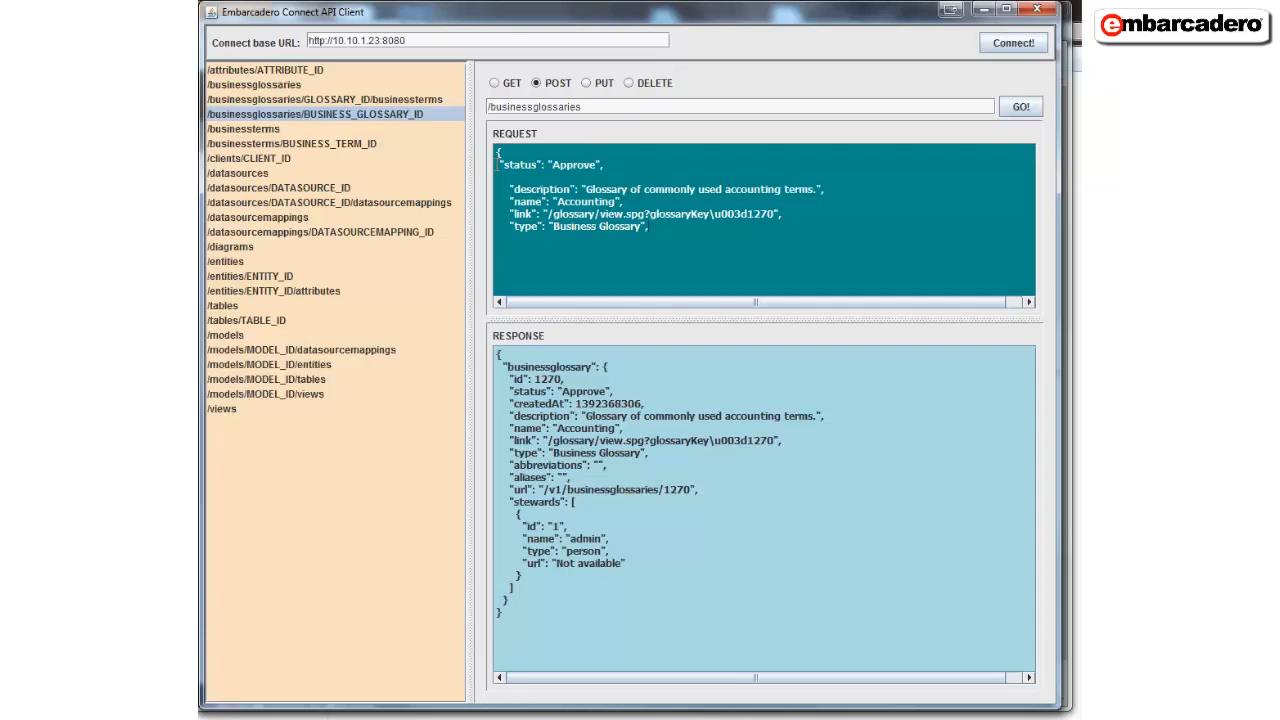 Embarcadero Connect API Client
embarcadero
Connect base URL: http://10.10.1.23:8080
Connect!
/attributes/ATTRIBUTE_ID
/businessglossaries
/businessglossaries/GLOSSARY_ID/businessterms
/businessglossaries/BUSINESS_GLOSSARY_ID
/businessterms
/businessterms/BUSINESS_TERM_ID
/clients/CLIENT_ID
/datasources
/datasources/DATASOURCE_ID
/datasources/DATASOURCE_ID/datasourcemappings
/datasourcemappings
/datasourcemappings/DATASOURCEMAPPING_ID
/diagrams
/entities
/entities/ENTITY_ID
/entities/ENTITY_ID/attributes
/tables
/tables/TABLE_ID
/models
/models/MODEL_ID/datasourcemappings
/models/MODEL_ID/entities
/models/MODEL_ID/tables
/models/MODEL_ID/views
/views
GET POST PUT DELETE
/businessglossaries GO!
REQUEST
{
"status": "Approve",
"description": "Glossary of commonly used accounting terms.",
"name": "Accounting",
"link": "/glossary/view.spg?glossaryKey\u003d1270",
"type": "Business Glossary",
RESPONSE
{
"businessglossary": {
"id": 1270,
"status": "Approve",
"createdAt": 1392368306,
"description": "Glossary of commonly used accounting terms.",
"name": "Accounting",
"link": "/glossary/view.spg?glossaryKey\u003d1270",
"type": "Business Glossary",
"abbreviations": "",
"aliases": "",
"url": "/v1/businessglossaries/1270",
"stewards": [
{
"id": "1",
"name": "admin",
"type": "person",
"url": "Not available"
}
]
}
}